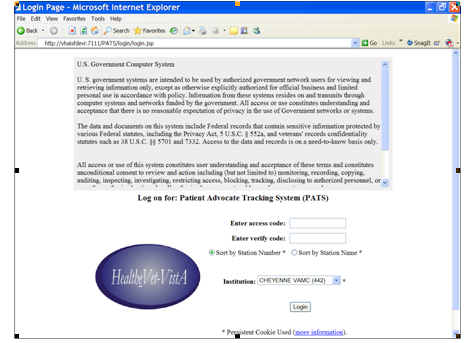 Login Page - Microsoft Internet Explorer
File Edit View Favorites Tools Help
Back Search Favorites SnagIt
Address http://vhaisfdevi:7111/PATS/login/login.jsp Go Links
U.S. Government Computer System
U. S. government systems are intended to be used by authorized government network users for viewing and
retrieving information only, except as otherwise explicitly authorized for official business and limited
personal use in accordance with policy. Information from these systems resides on and transmits through
computer systems and networks funded by the government. All access or use constitutes understanding and
acceptance that there is no reasonable expectation of privacy in the use of Government networks or systems.
The data and documents on this system include Federal records that contain sensitive information protected by
various Federal statutes, including the Privacy Act, 5 U.S.C. § 552a, and veterans' records confidentiality
statutes such as 38 U.S.C. §§ 5701 and 7332. Access to the data and records is on a need-to-know basis only.
All access or use of this system constitutes user understanding and acceptance of these terms and constitutes
unconditional consent to review and action including (but not limited to) monitoring, recording, copying,
auditing, inspecting, investigating, restricting access, blocking, tracking, disclosing to authorized personnel, or
Log on for: Patient Advocate Tracking System (PATS)
Enter access code:
Enter verify code:
Sort by Station Number * Sort by Station Name *
HealtheVet-VistA
Institution: CHEYENNE VAMC (442) *
Login
* Persistent Cookie Used (more information).